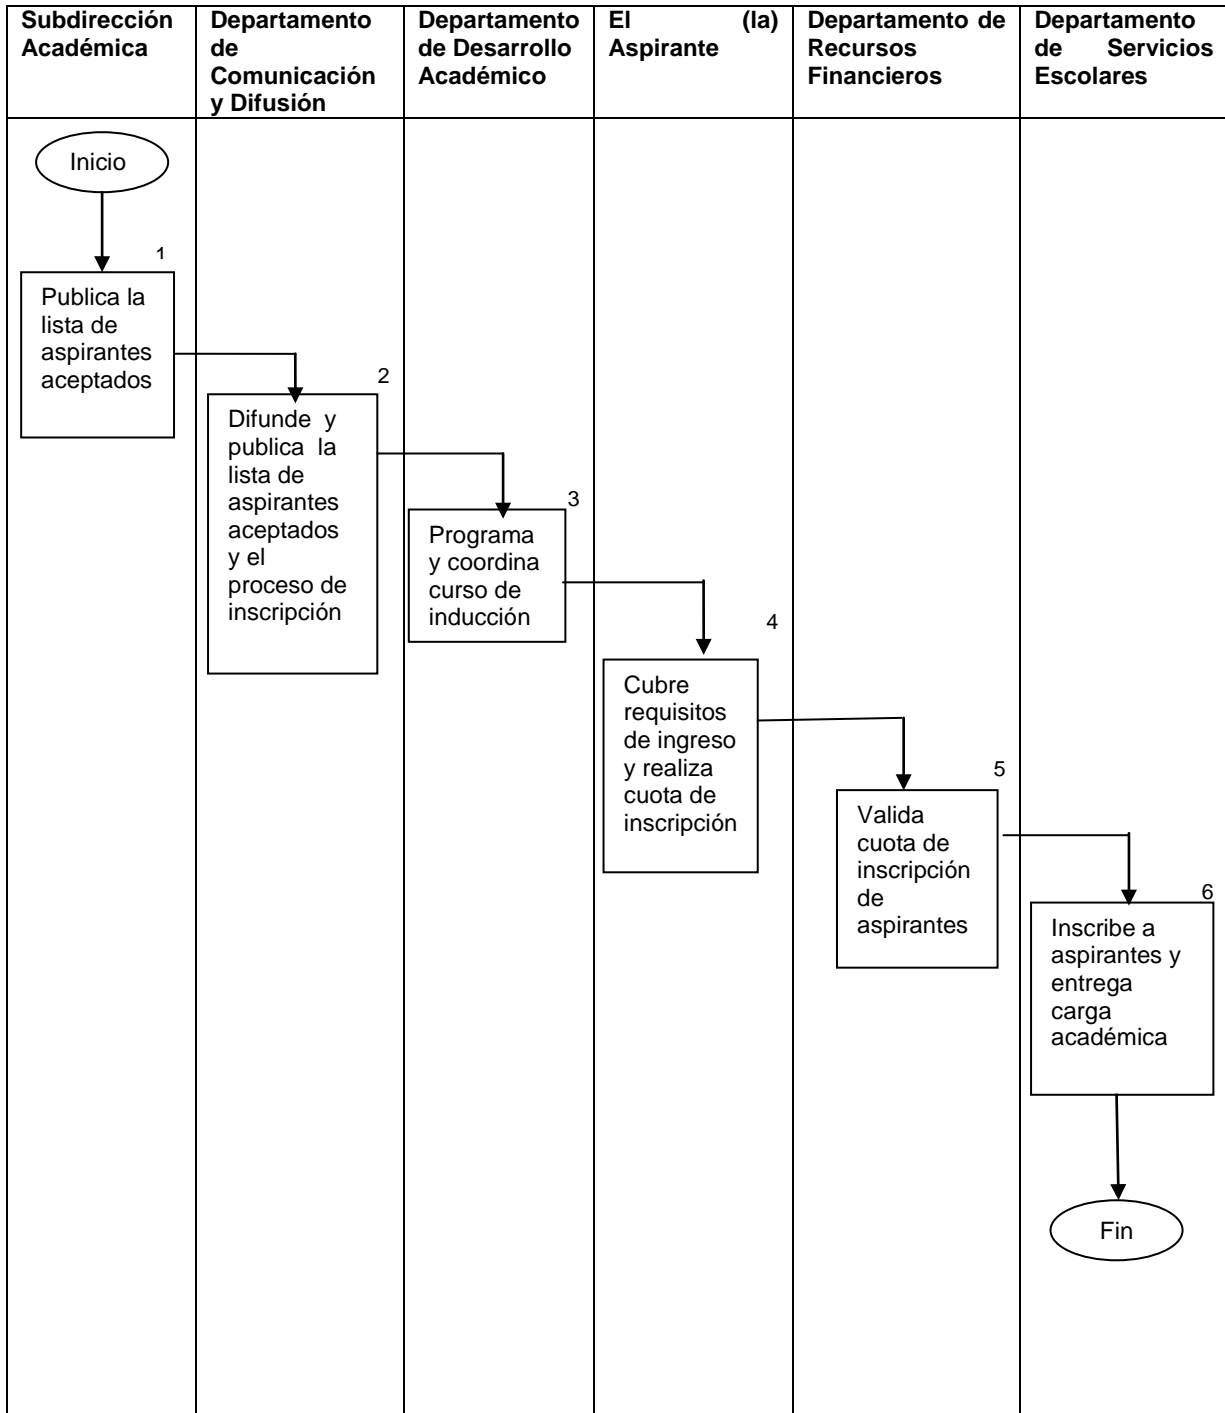 Subdirección
Académica
Departamento
de
Comunicación
y Difusión
Departamento
de Desarrollo
Académico
El (la)
Aspirante
Departamento de
Recursos
Financieros
Departamento
de Servicios
Escolares
Inicio
1
Publica la
lista de
aspirantes
aceptados
2
Difunde y
publica la
lista de
aspirantes
aceptados
y el
proceso de
inscripción
3
Programa
y coordina
curso de
inducción
4
Cubre
requisitos
de ingreso
y realiza
cuota de
inscripción
5
Valida
cuota de
inscripción
de
aspirantes
6
Inscribe a
aspirantes y
entrega
carga
académica
Fin